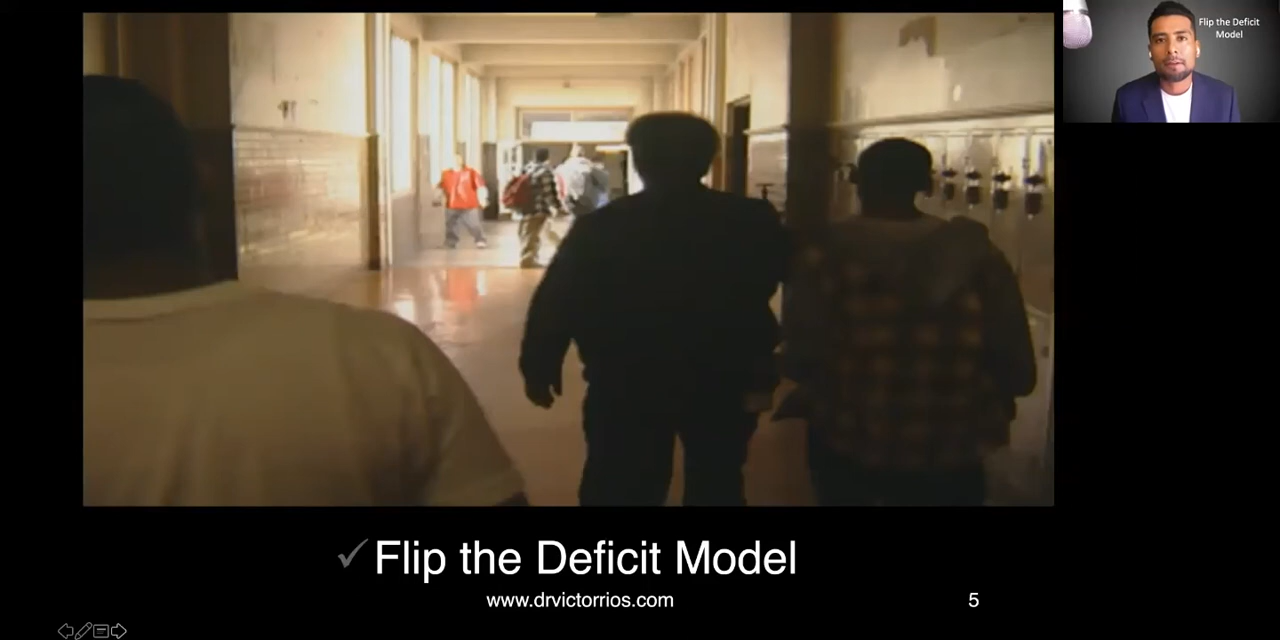 Flip the Deficit
Model
✓ Flip the Deficit Model
www.drvictorrios.com
5